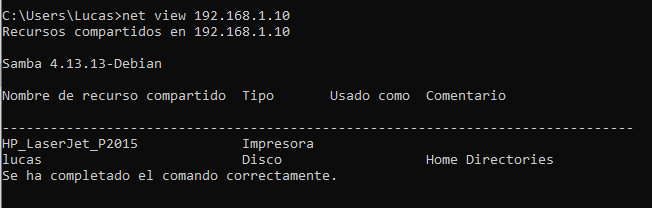 C:\Users\Lucas>net view 192.168.1.10
Recursos compartidos en 192.168.1.10
Samba 4.13.13-Debian
Nombre de recurso compartido  Tipo       Usado como  Comentario
-------------------------------------------------------------------------------
HP_LaserJet_P2015             Impresora
lucas                         Disco                  Home Directories
Se ha completado el comando correctamente.